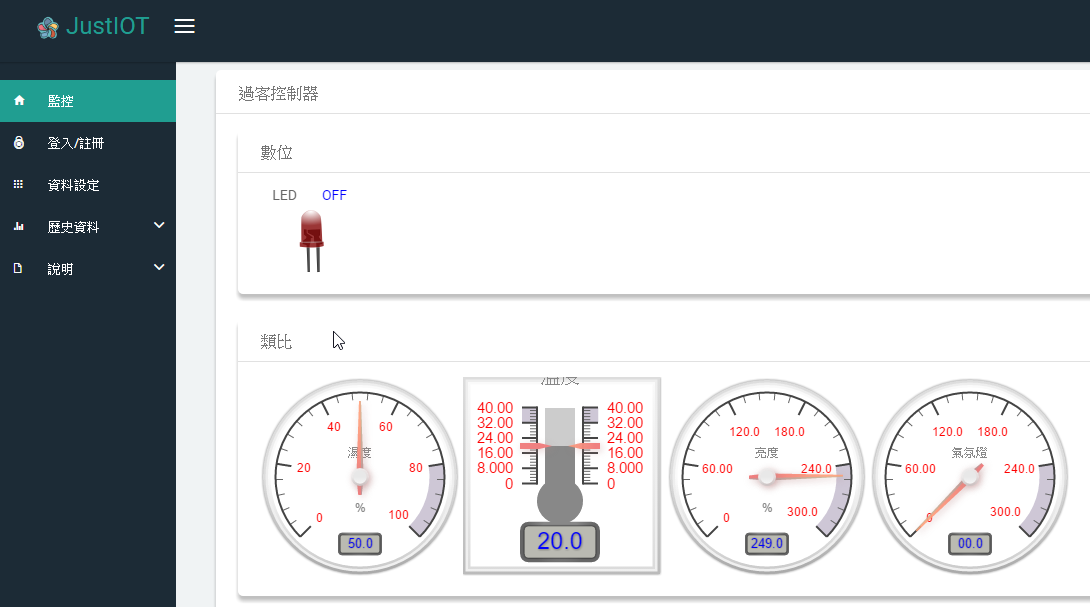 JustIOT
監控
登入/註冊
資料設定
歷史資料
說明
過客控制器
數位
LED OFF
類比
40 60
濕度
20 80
%
0 100
50.0
溫度
40.00 40.00
32.00 32.00
24.00 24.00
16.00 16.00
8.000 8.000
0 0
20.0
120.0 180.0
亮度
60.00 240.0
%
0 300.0
249.0
120.0 180.0
氣氛燈
60.00 240.0
0 300.0
00.0